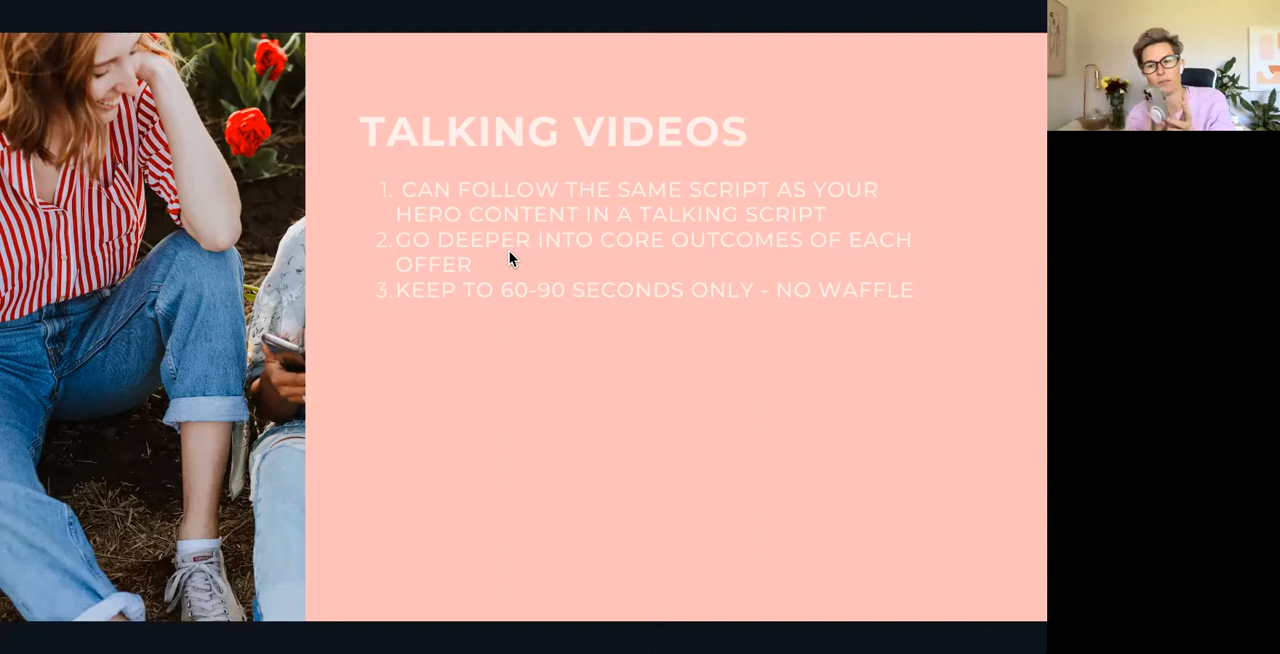 TALKING VIDEOS
1. CAN FOLLOW THE SAME SCRIPT AS YOUR
HERO CONTENT IN A TALKING SCRIPT
2. GO DEEPER INTO CORE OUTCOMES OF EACH
OFFER
3. KEEP TO 60-90 SECONDS ONLY - NO WAFFLE